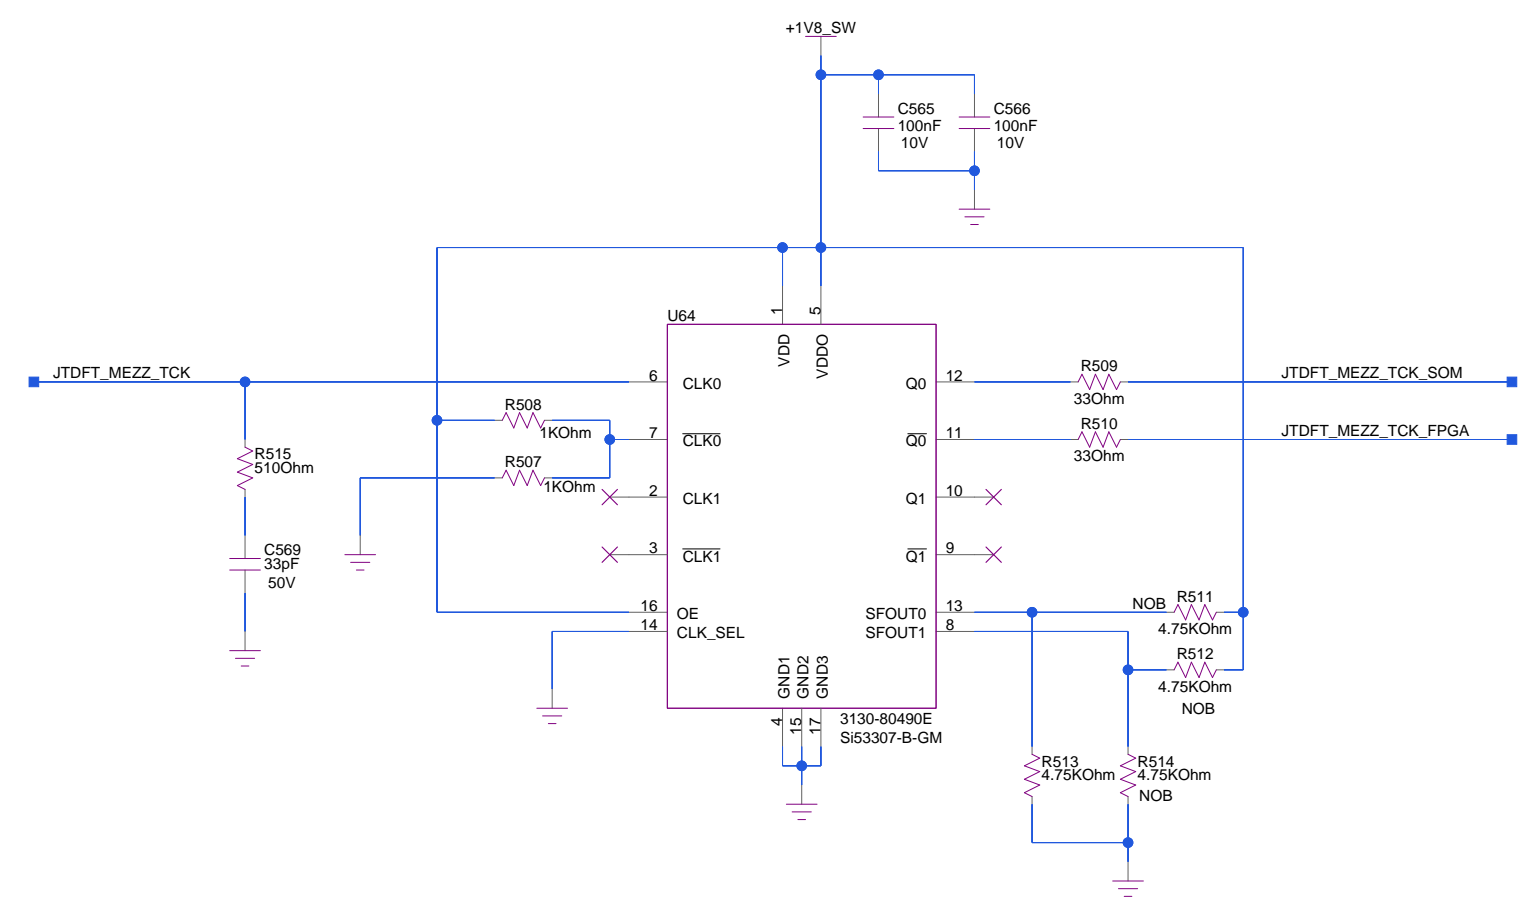 +1V8_SW
C565
100nF
10V
C566
100nF
10V
U64
1
5
VDD
VDDO
JTDFT_MEZZ_TCK
6
CLK0
Q0
12
R509
33Ohm
JTDFT_MEZZ_TCK_SOM
R508
1KOhm
7
CLK0
Q0
11
R510
33Ohm
JTDFT_MEZZ_TCK_FPGA
R515
510Ohm
R507
1KOhm
2
CLK1
Q1
10
C569
33pF
50V
3
CLK1
Q1
9
16
OE
SFOUT0
13
NOB
R511
4.75KOhm
14
CLK_SEL
SFOUT1
8
R512
4.75KOhm
NOB
GND1
GND2
GND3
4
15
17
3130-80490E
Si53307-B-GM
R513
4.75KOhm
R514
4.75KOhm
NOB